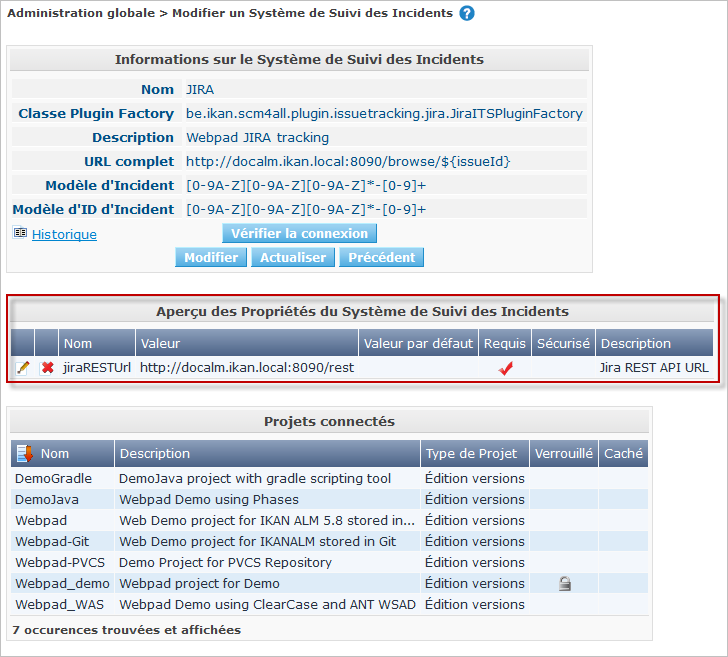 Administration globale > Modifier un Système de Suivi des Incidents ?
Informations sur le Système de Suivi des Incidents
Nom JIRA
Classe Plugin Factory be.ikan.scm4all.plugin.issuetracking.jira.JiraITSPluginFactory
Description Webpad JIRA tracking
URL complet http://docalm.ikan.local:8090/browse/${issueId}
Modèle d'Incident [0-9A-Z][0-9A-Z][0-9A-Z]*-[0-9]+
Modèle d'ID d'Incident [0-9A-Z][0-9A-Z][0-9A-Z]*-[0-9]+
Historique Vérifier la connexion
Modifier Actualiser Précédent
Aperçu des Propriétés du Système de Suivi des Incidents
Nom Valeur Valeur par défaut Requis Sécurisé Description
jiraRESTUrl http://docalm.ikan.local:8090/rest Jira REST API URL
Projets connectés
Nom Description Type de Projet Verrouillé Caché
DemoGradle DemoJava project with gradle scripting tool Édition versions
DemoJava Webpad Demo using Phases Édition versions
Webpad Web Demo project for IKAN ALM 5.8 stored in... Édition versions
Webpad-Git Web Demo project for IKANALM stored in Git Édition versions
Webpad-PVCS Demo Project for PVCS Repository Édition versions
Webpad_demo Webpad project for Demo Édition versions
Webpad_WAS Webpad Demo using ClearCase and ANT WSAD Édition versions
7 occurences trouvées et affichées